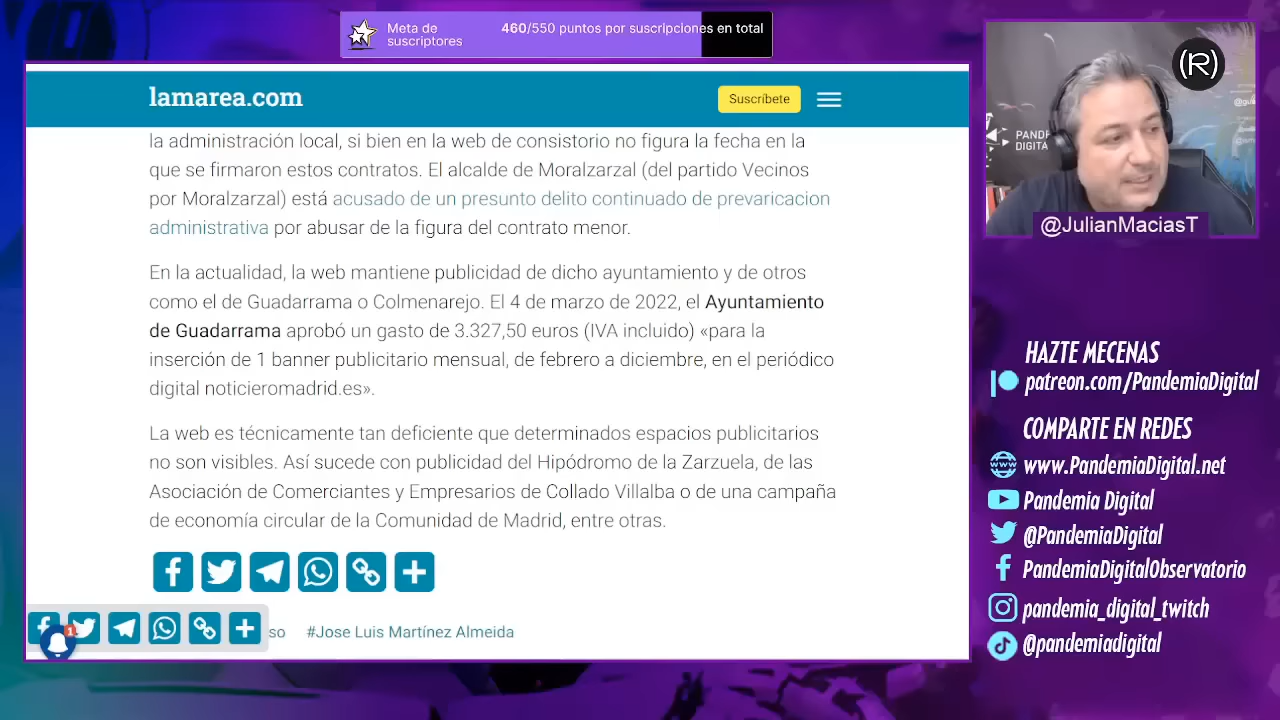 Meta de
suscriptores
460/550 puntos por suscripciones en total
lamarea.com
Suscríbete
la administración local, si bien en la web de consistorio no figura la fecha en la
que se firmaron estos contratos. El alcalde de Moralzarzal (del partido Vecinos
por Moralzarzal) está acusado de un presunto delito continuado de prevaricacion
administrativa por abusar de la figura del contrato menor.
En la actualidad, la web mantiene publicidad de dicho ayuntamiento y de otros
como el de Guadarrama o Colmenarejo. El 4 de marzo de 2022, el Ayuntamiento
de Guadarrama aprobó un gasto de 3.327,50 euros (IVA incluido) «para la
inserción de 1 banner publicitario mensual, de febrero a diciembre, en el periódico
digital noticieromadrid.es».
La web es técnicamente tan deficiente que determinados espacios publicitarios
no son visibles. Así sucede con publicidad del Hipódromo de la Zarzuela, de las
Asociación de Comerciantes y Empresarios de Collado Villalba o de una campaña
de economía circular de la Comunidad de Madrid, entre otras.
1
so #Jose Luis Martínez Almeida
(R)
@JulianMaciasT
HAZTE MECENAS
patreon.com/PandemiaDigital
COMPARTE EN REDES
www.PandemiaDigital.net
Pandemia Digital
@PandemiaDigital
PandemiaDigitalObservatorio
pandemia_digital_twitch
@pandemiadigital